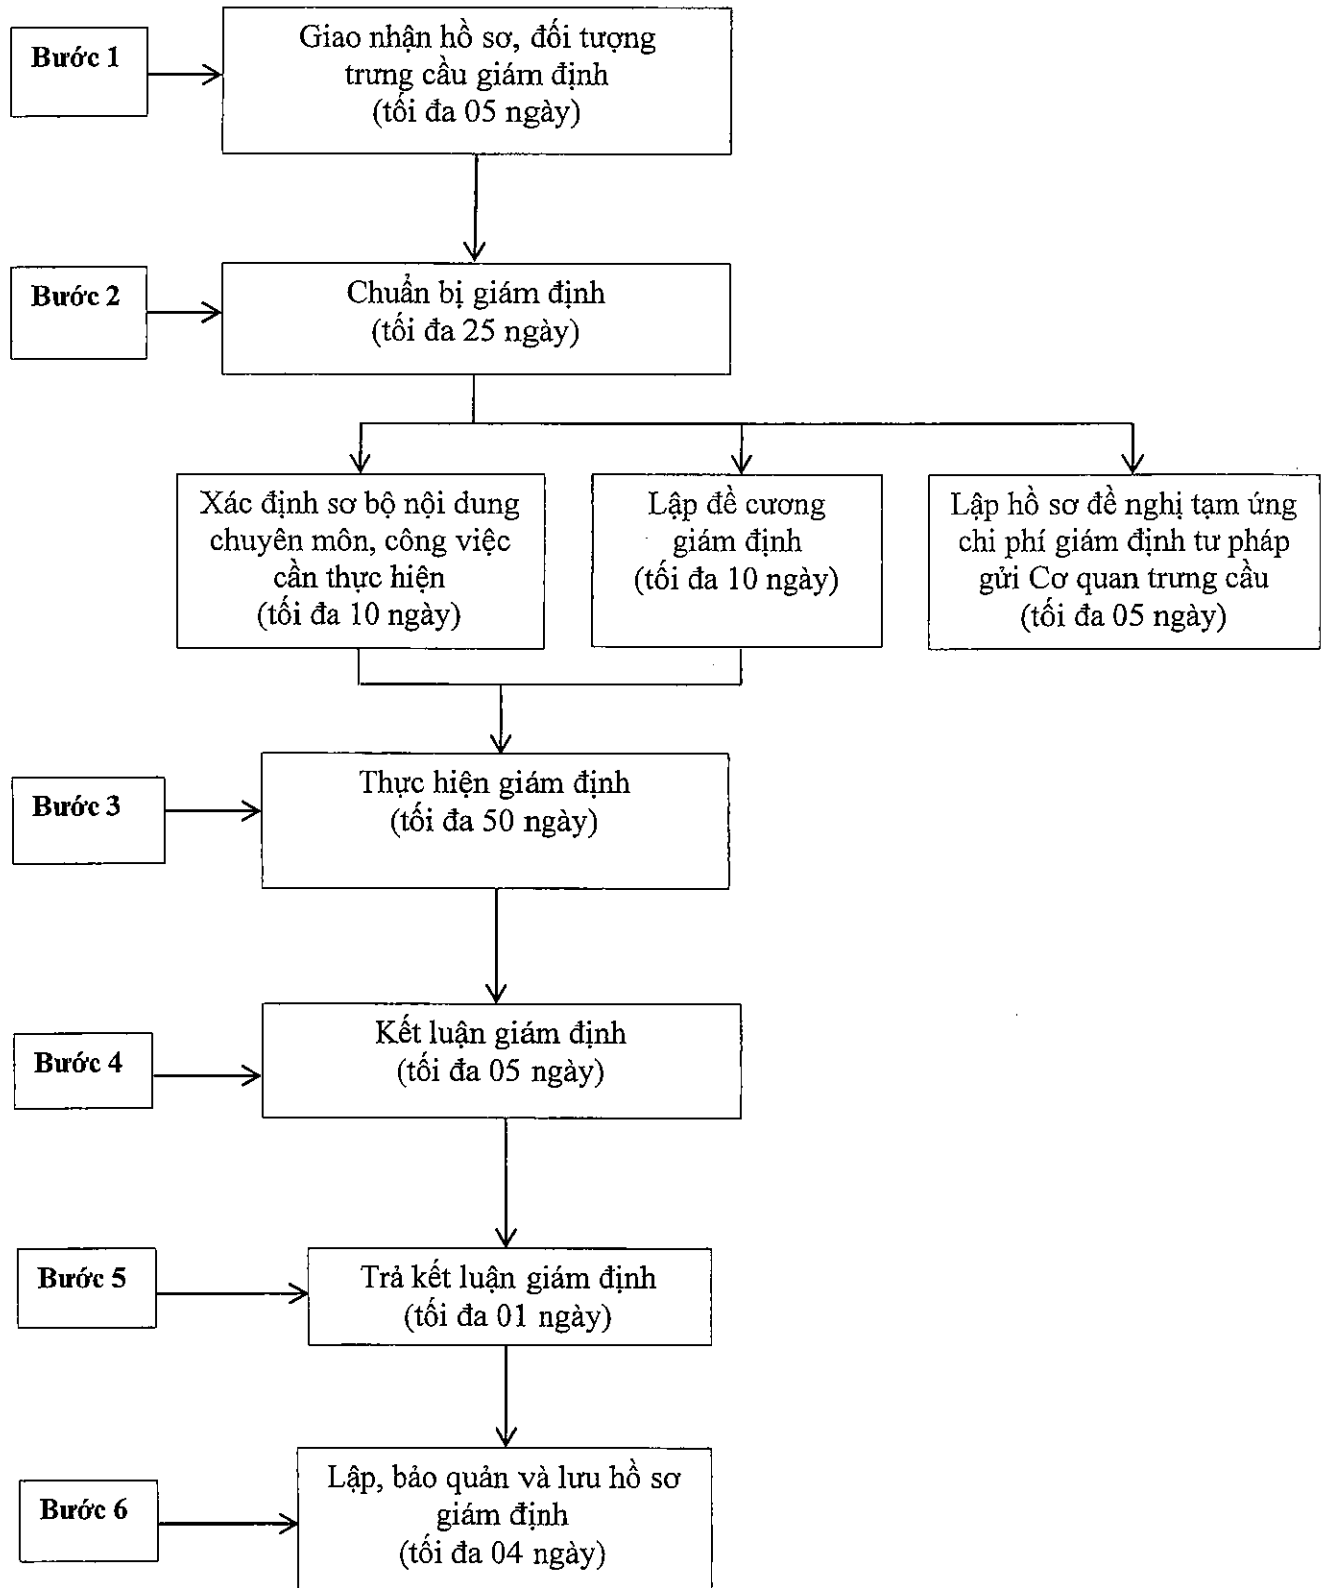 Bước 1
Giao nhận hồ sơ, đối tượng
trưng cầu giám định
(tối đa 05 ngày)
Bước 2
Chuẩn bị giám định
(tối đa 25 ngày)
Xác định sơ bộ nội dung
chuyên môn, công việc
cần thực hiện
(tối đa 10 ngày)
Lập đề cương
giám định
(tối đa 10 ngày)
Lập hồ sơ đề nghị tạm ứng
chi phí giám định tư pháp
gửi Cơ quan trưng cầu
(tối đa 05 ngày)
Bước 3
Thực hiện giám định
(tối đa 50 ngày)
Bước 4
Kết luận giám định
(tối đa 05 ngày)
Bước 5
Trả kết luận giám định
(tối đa 01 ngày)
Bước 6
Lập, bảo quản và lưu hồ sơ
giám định
(tối đa 04 ngày)